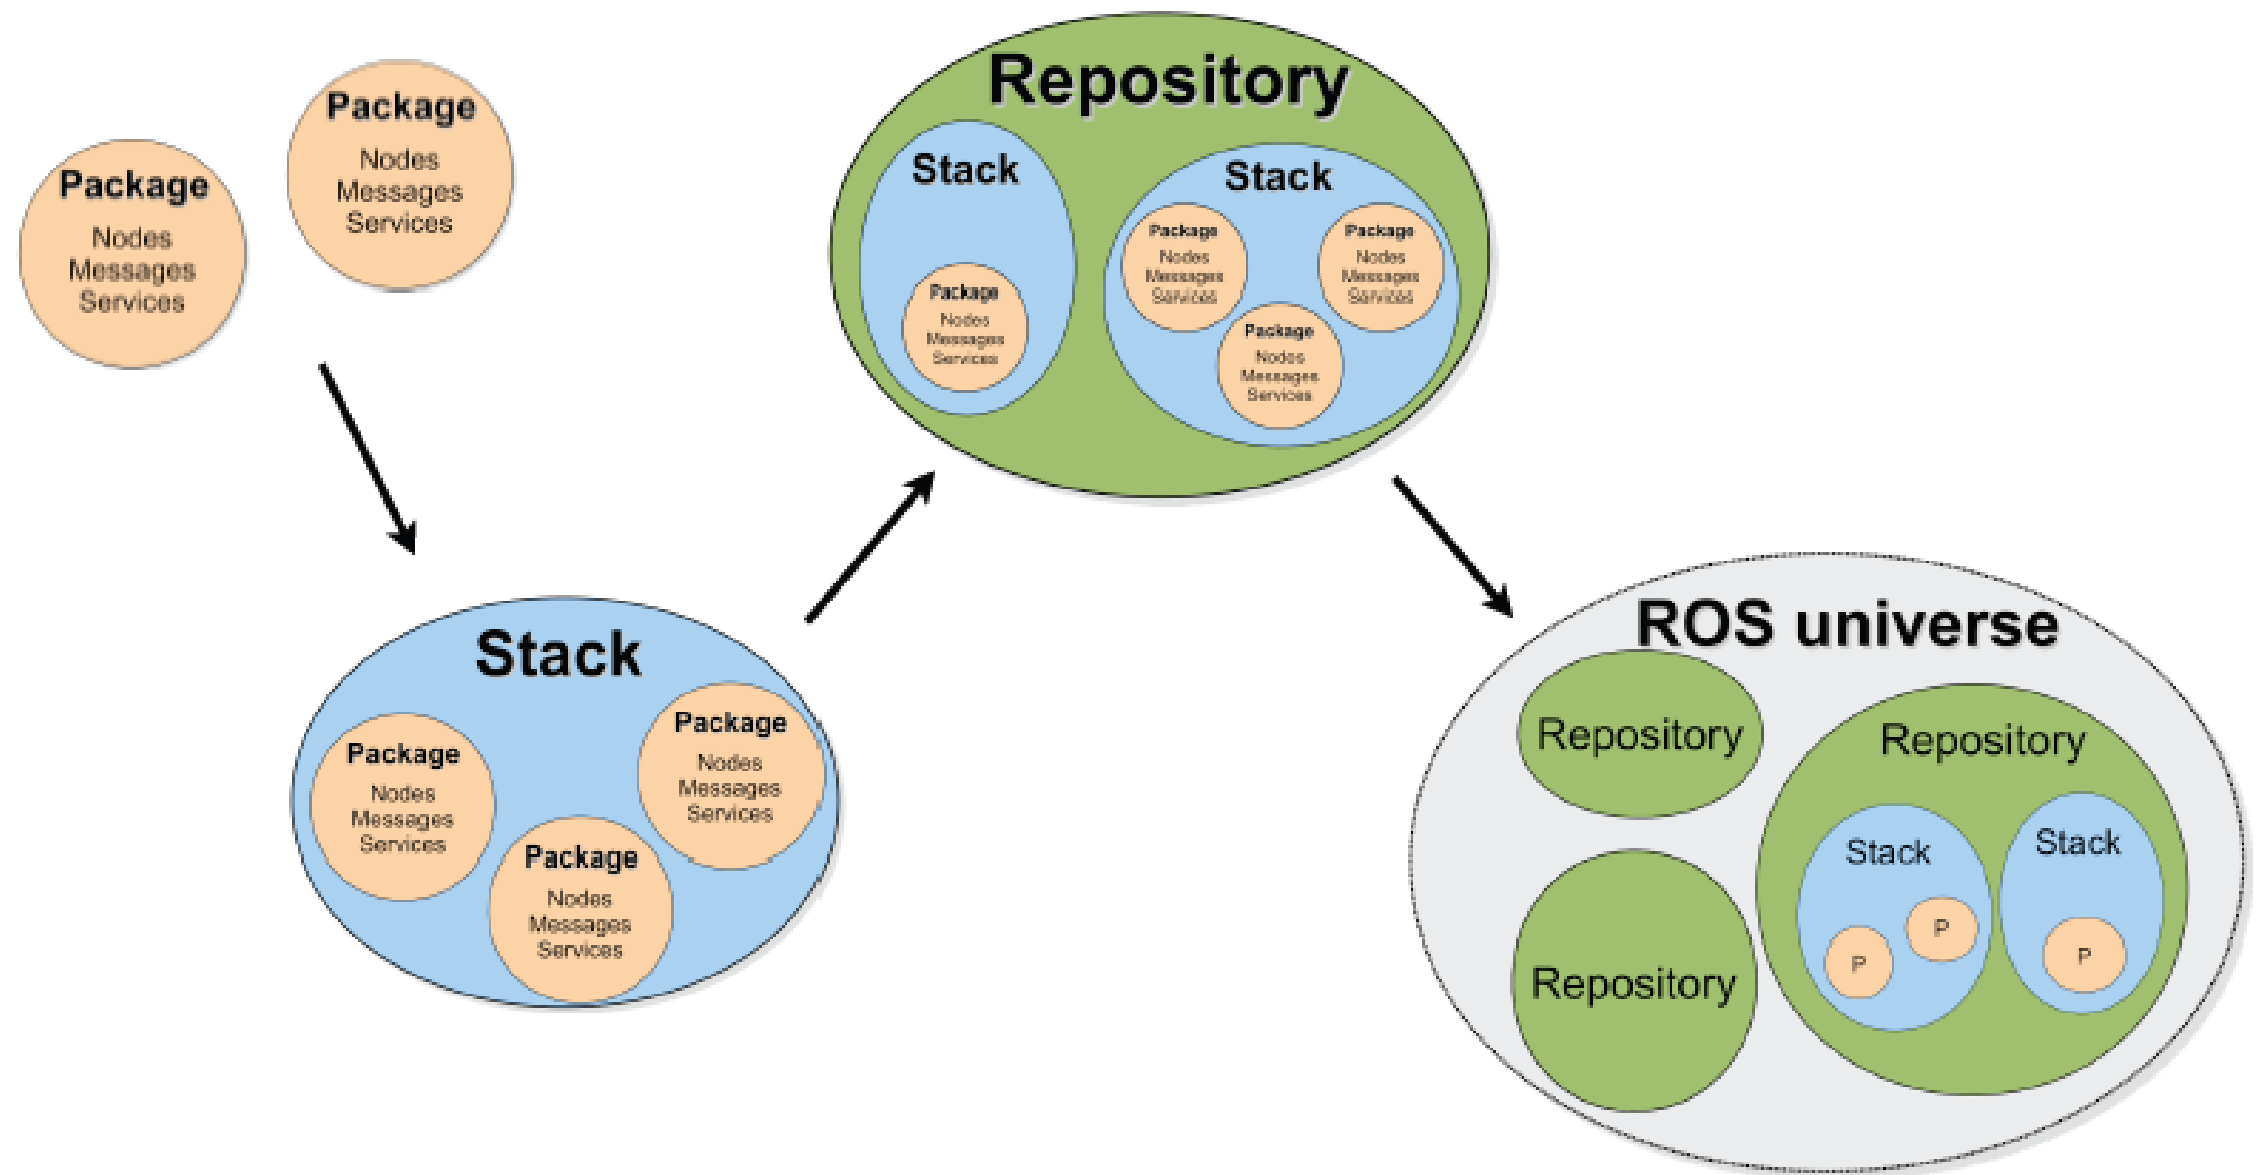 Package
Nodes
Messages
Services
Package
Nodes
Messages
Services
Stack
Package
Nodes
Messages
Services
Package
Nodes
Messages
Services
Package
Nodes
Messages
Services
Repository
Stack
Package
Nodes
Messages
Services
Stack
Package
Nodes
Messages
Services
Package
Nodes
Messages
Services
Package
Nodes
Messages
Services
ROS universe
Repository
Repository
Repository
Stack
P
P
Stack
P